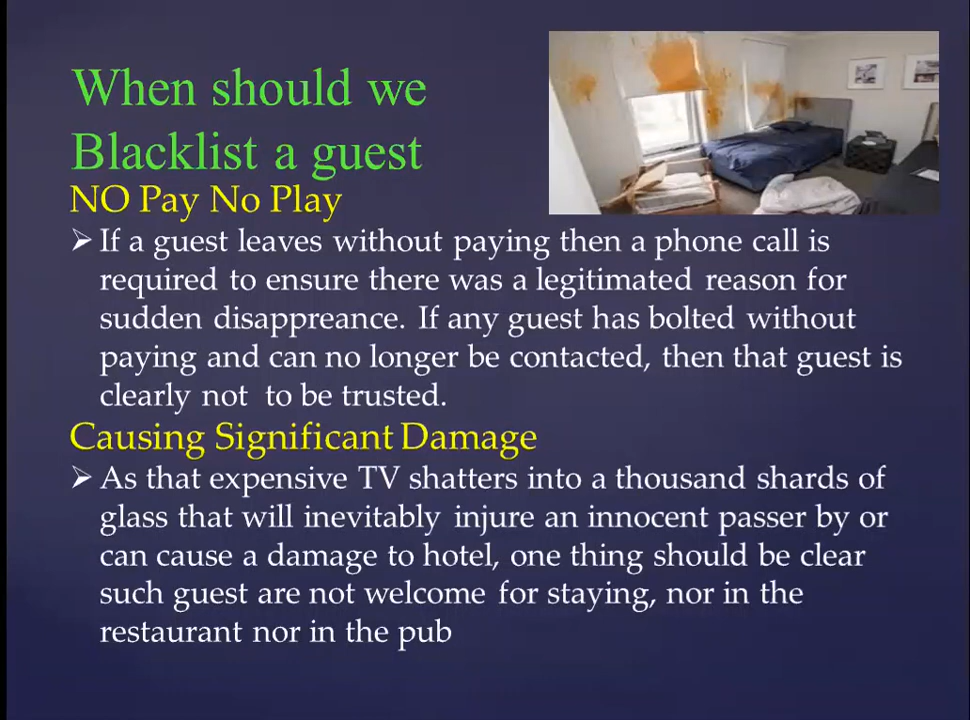 When should we
Blacklist a guest
NO Pay No Play
➤ If a guest leaves without paying then a phone call is
required to ensure there was a legitimated reason for
sudden disappreance. If any guest has bolted without
paying and can no longer be contacted, then that guest is
clearly not to be trusted.
Causing Significant Damage
➤ As that expensive TV shatters into a thousand shards of
glass that will inevitably injure an innocent passer by or
can cause a damage to hotel, one thing should be clear
such guest are not welcome for staying, nor in the
restaurant nor in the pub